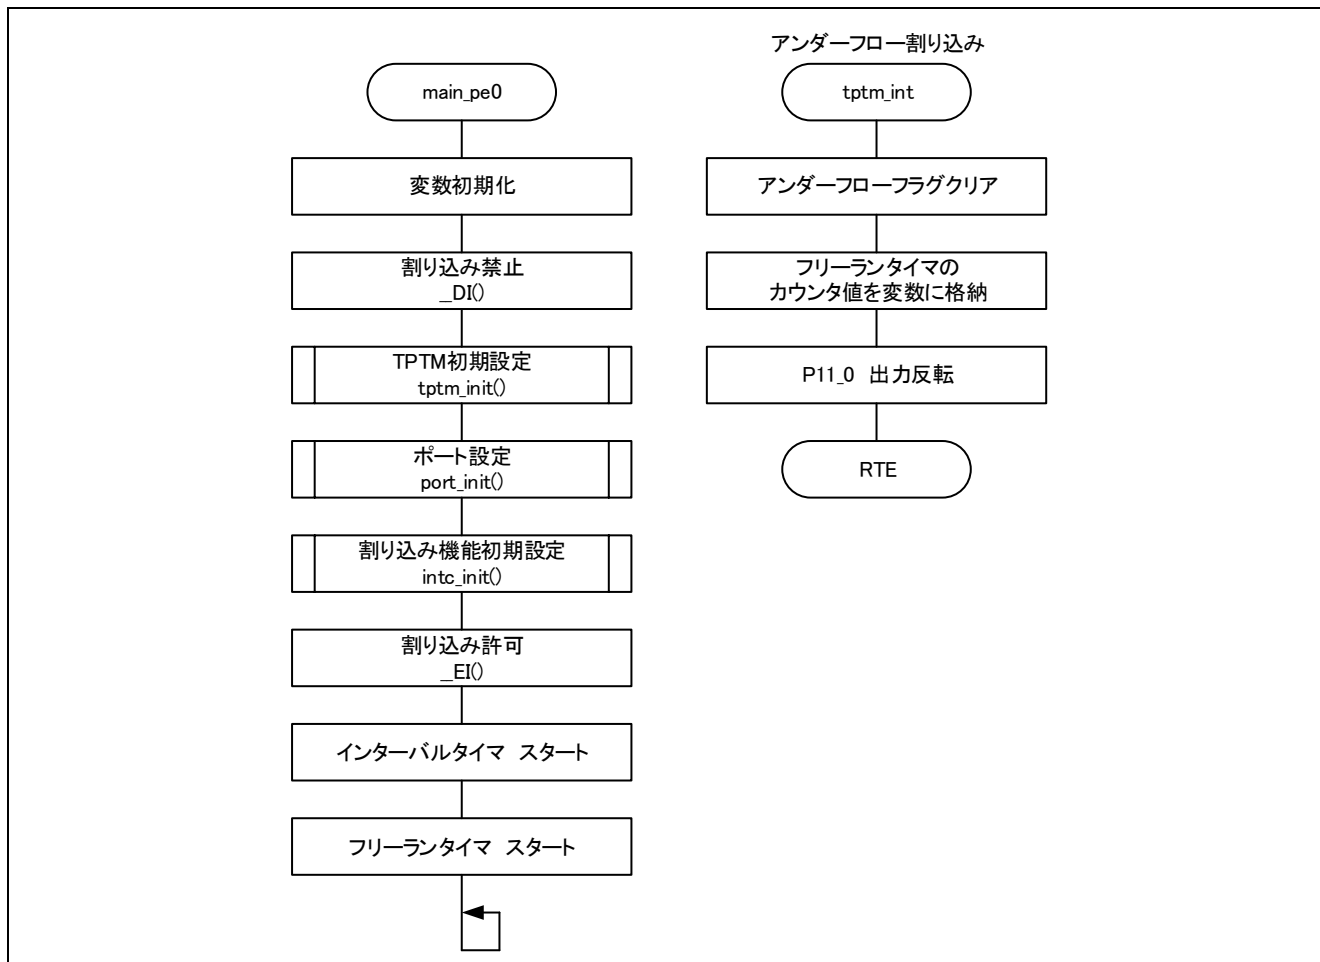 main_pe0
変数初期化
割り込み禁止
_DI()
TPTM初期設定
tptm_init()
ポート設定
port_init()
割り込み機能初期設定
intc_init()
割り込み許可
_EI()
インターバルタイマ スタート
フリーランタイマ スタート
アンダーフロー割り込み
tptm_int
アンダーフローフラグクリア
フリーランタイマの
カウンタ値を変数に格納
P11_0 出力反転
RTE